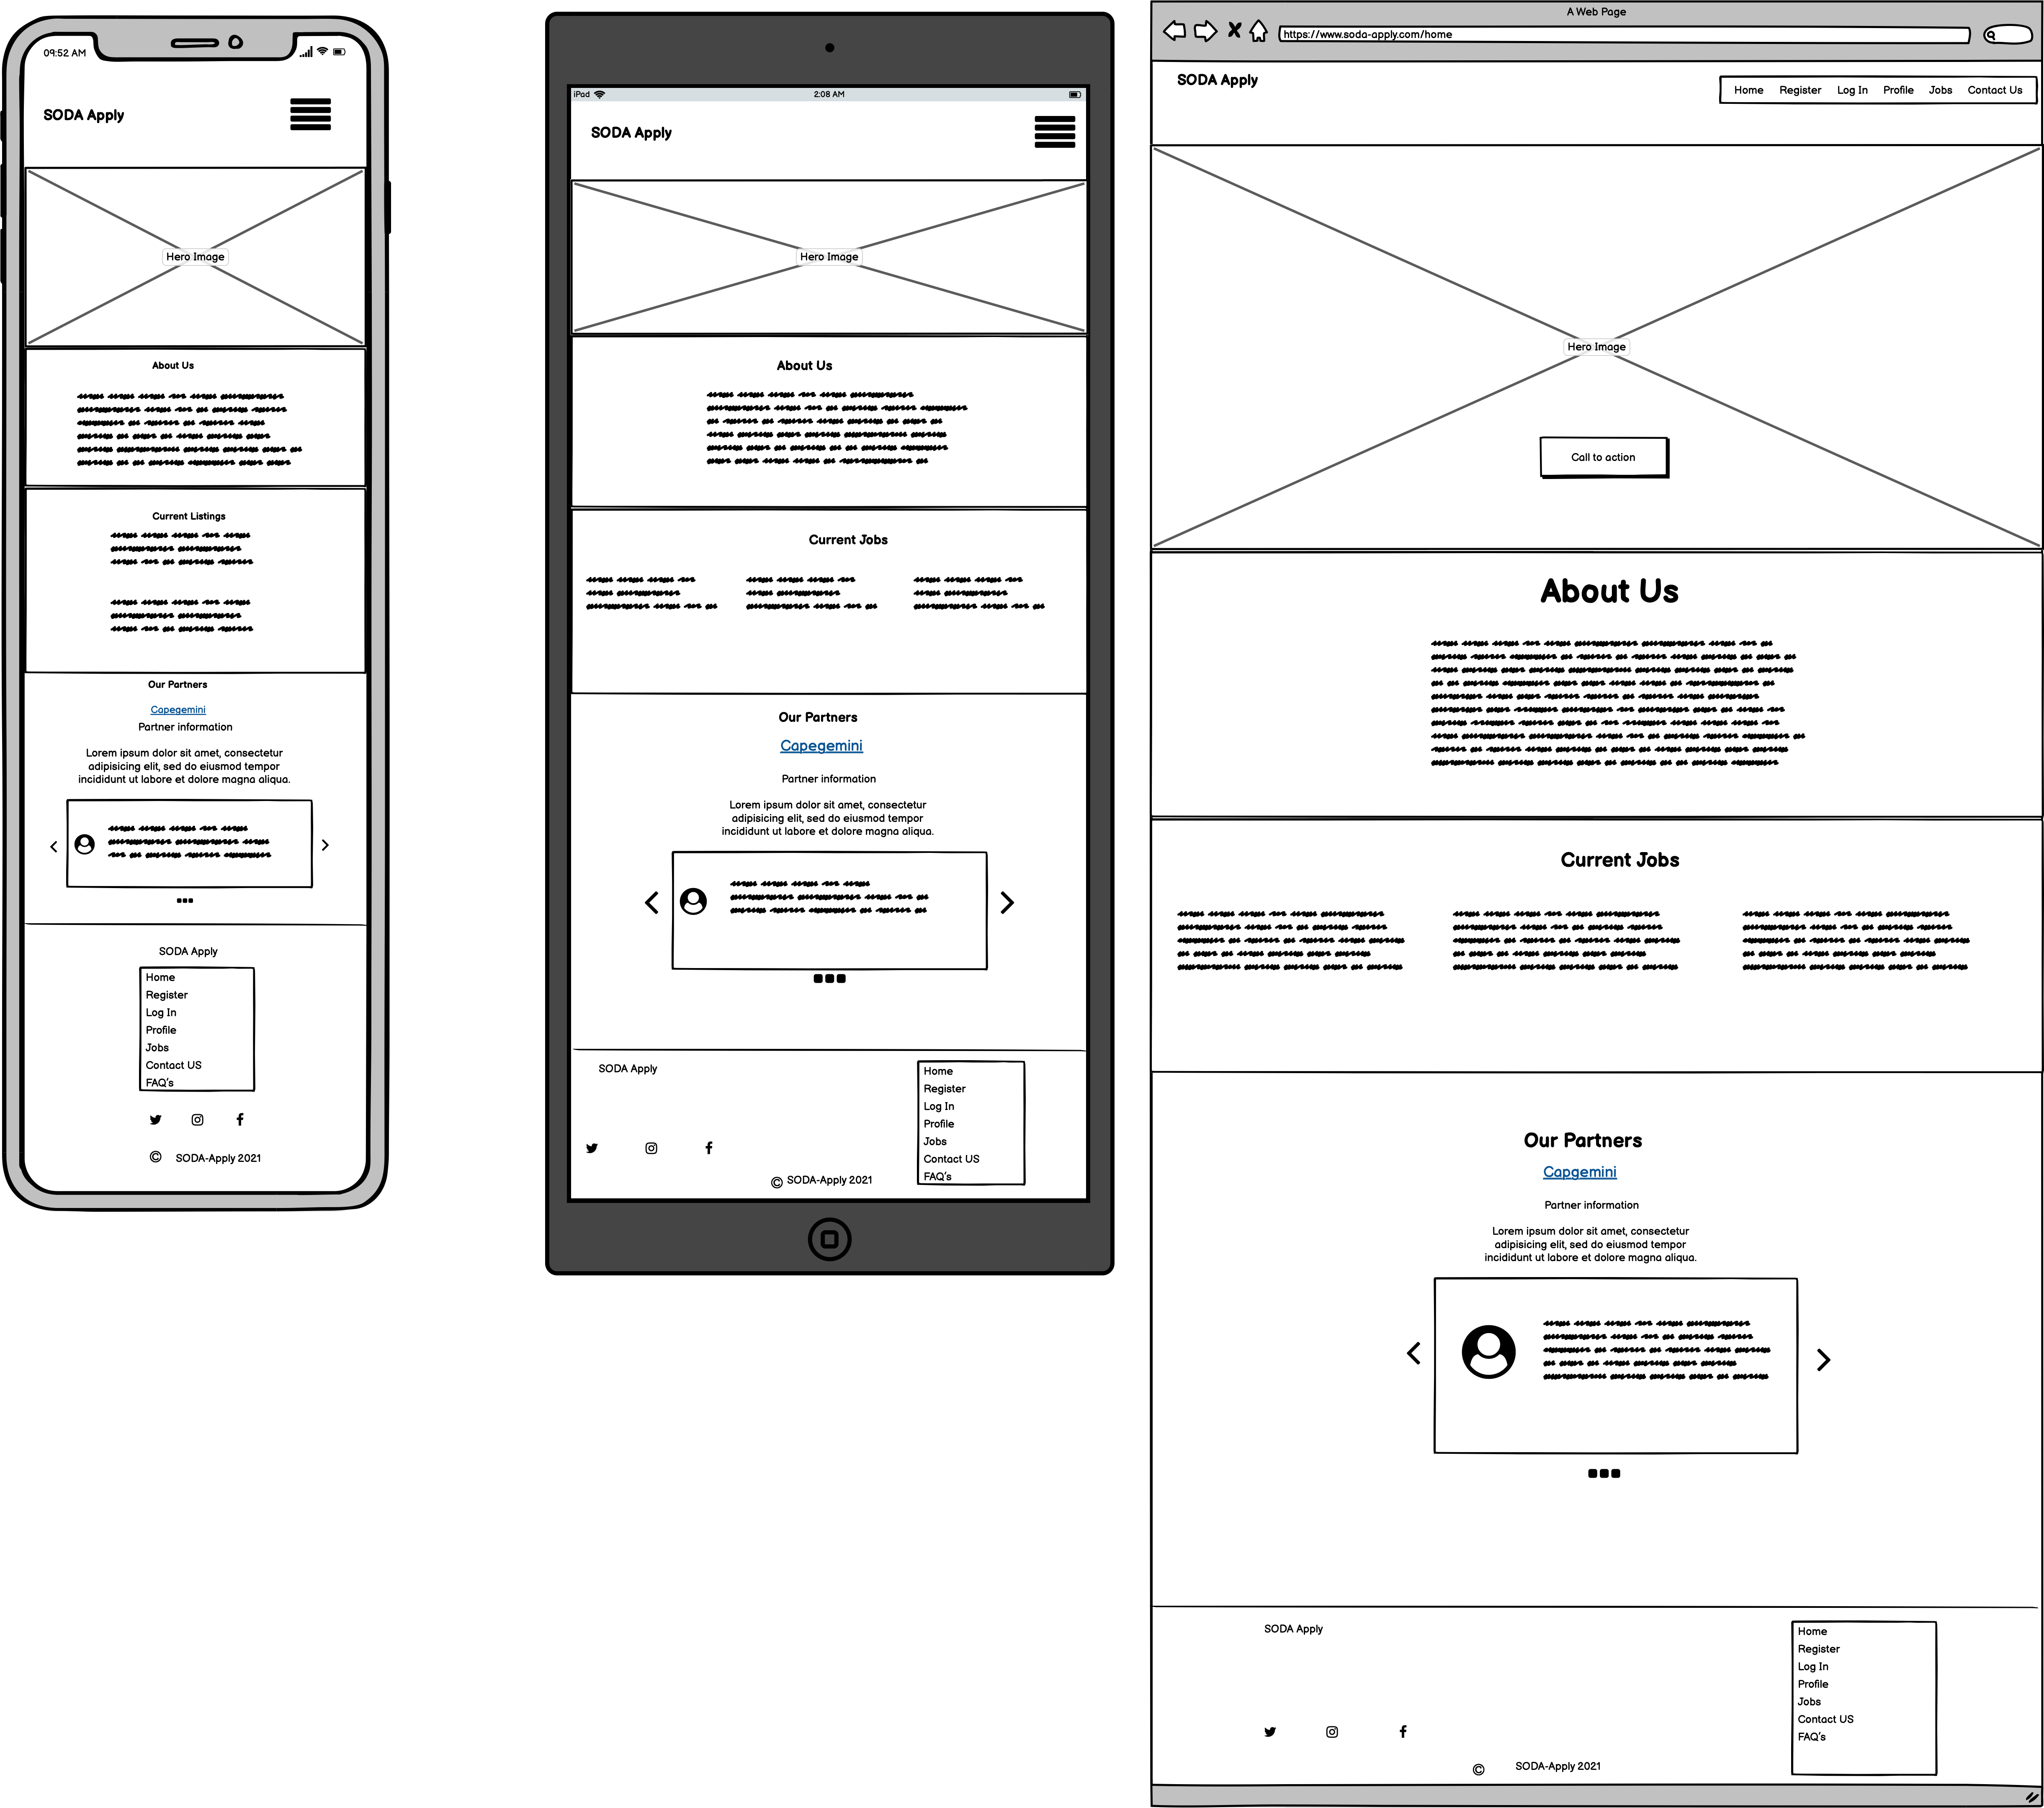 09:52 AM
SODA Apply
Hero Image
About Us
Current Listings
Our Partners
Capegemini
Partner information
Lorem ipsum dolor sit amet, consectetur
adipisicing elit, sed do eiusmod tempor
incididunt ut labore et dolore magna aliqua.
SODA Apply
Home
Register
Log In
Profile
Jobs
Contact US
FAQ's
© SODA-Apply 2021
iPad 2:08 AM
SODA Apply
Hero Image
About Us
Current Jobs
Our Partners
Capegemini
Partner information
Lorem ipsum dolor sit amet, consectetur
adipisicing elit, sed do eiusmod tempor
incididunt ut labore et dolore magna aliqua.
SODA Apply
Home
Register
Log In
Profile
Jobs
Contact US
FAQ's
© SODA-Apply 2021
A Web Page
https://www.soda-apply.com/home
SODA Apply
Home Register Log In Profile Jobs Contact Us
Hero Image
Call to action
About Us
Current Jobs
Our Partners
Capgemini
Partner information
Lorem ipsum dolor sit amet, consectetur
adipisicing elit, sed do eiusmod tempor
incididunt ut labore et dolore magna aliqua.
SODA Apply
Home
Register
Log In
Profile
Jobs
Contact US
FAQ's
© SODA-Apply 2021